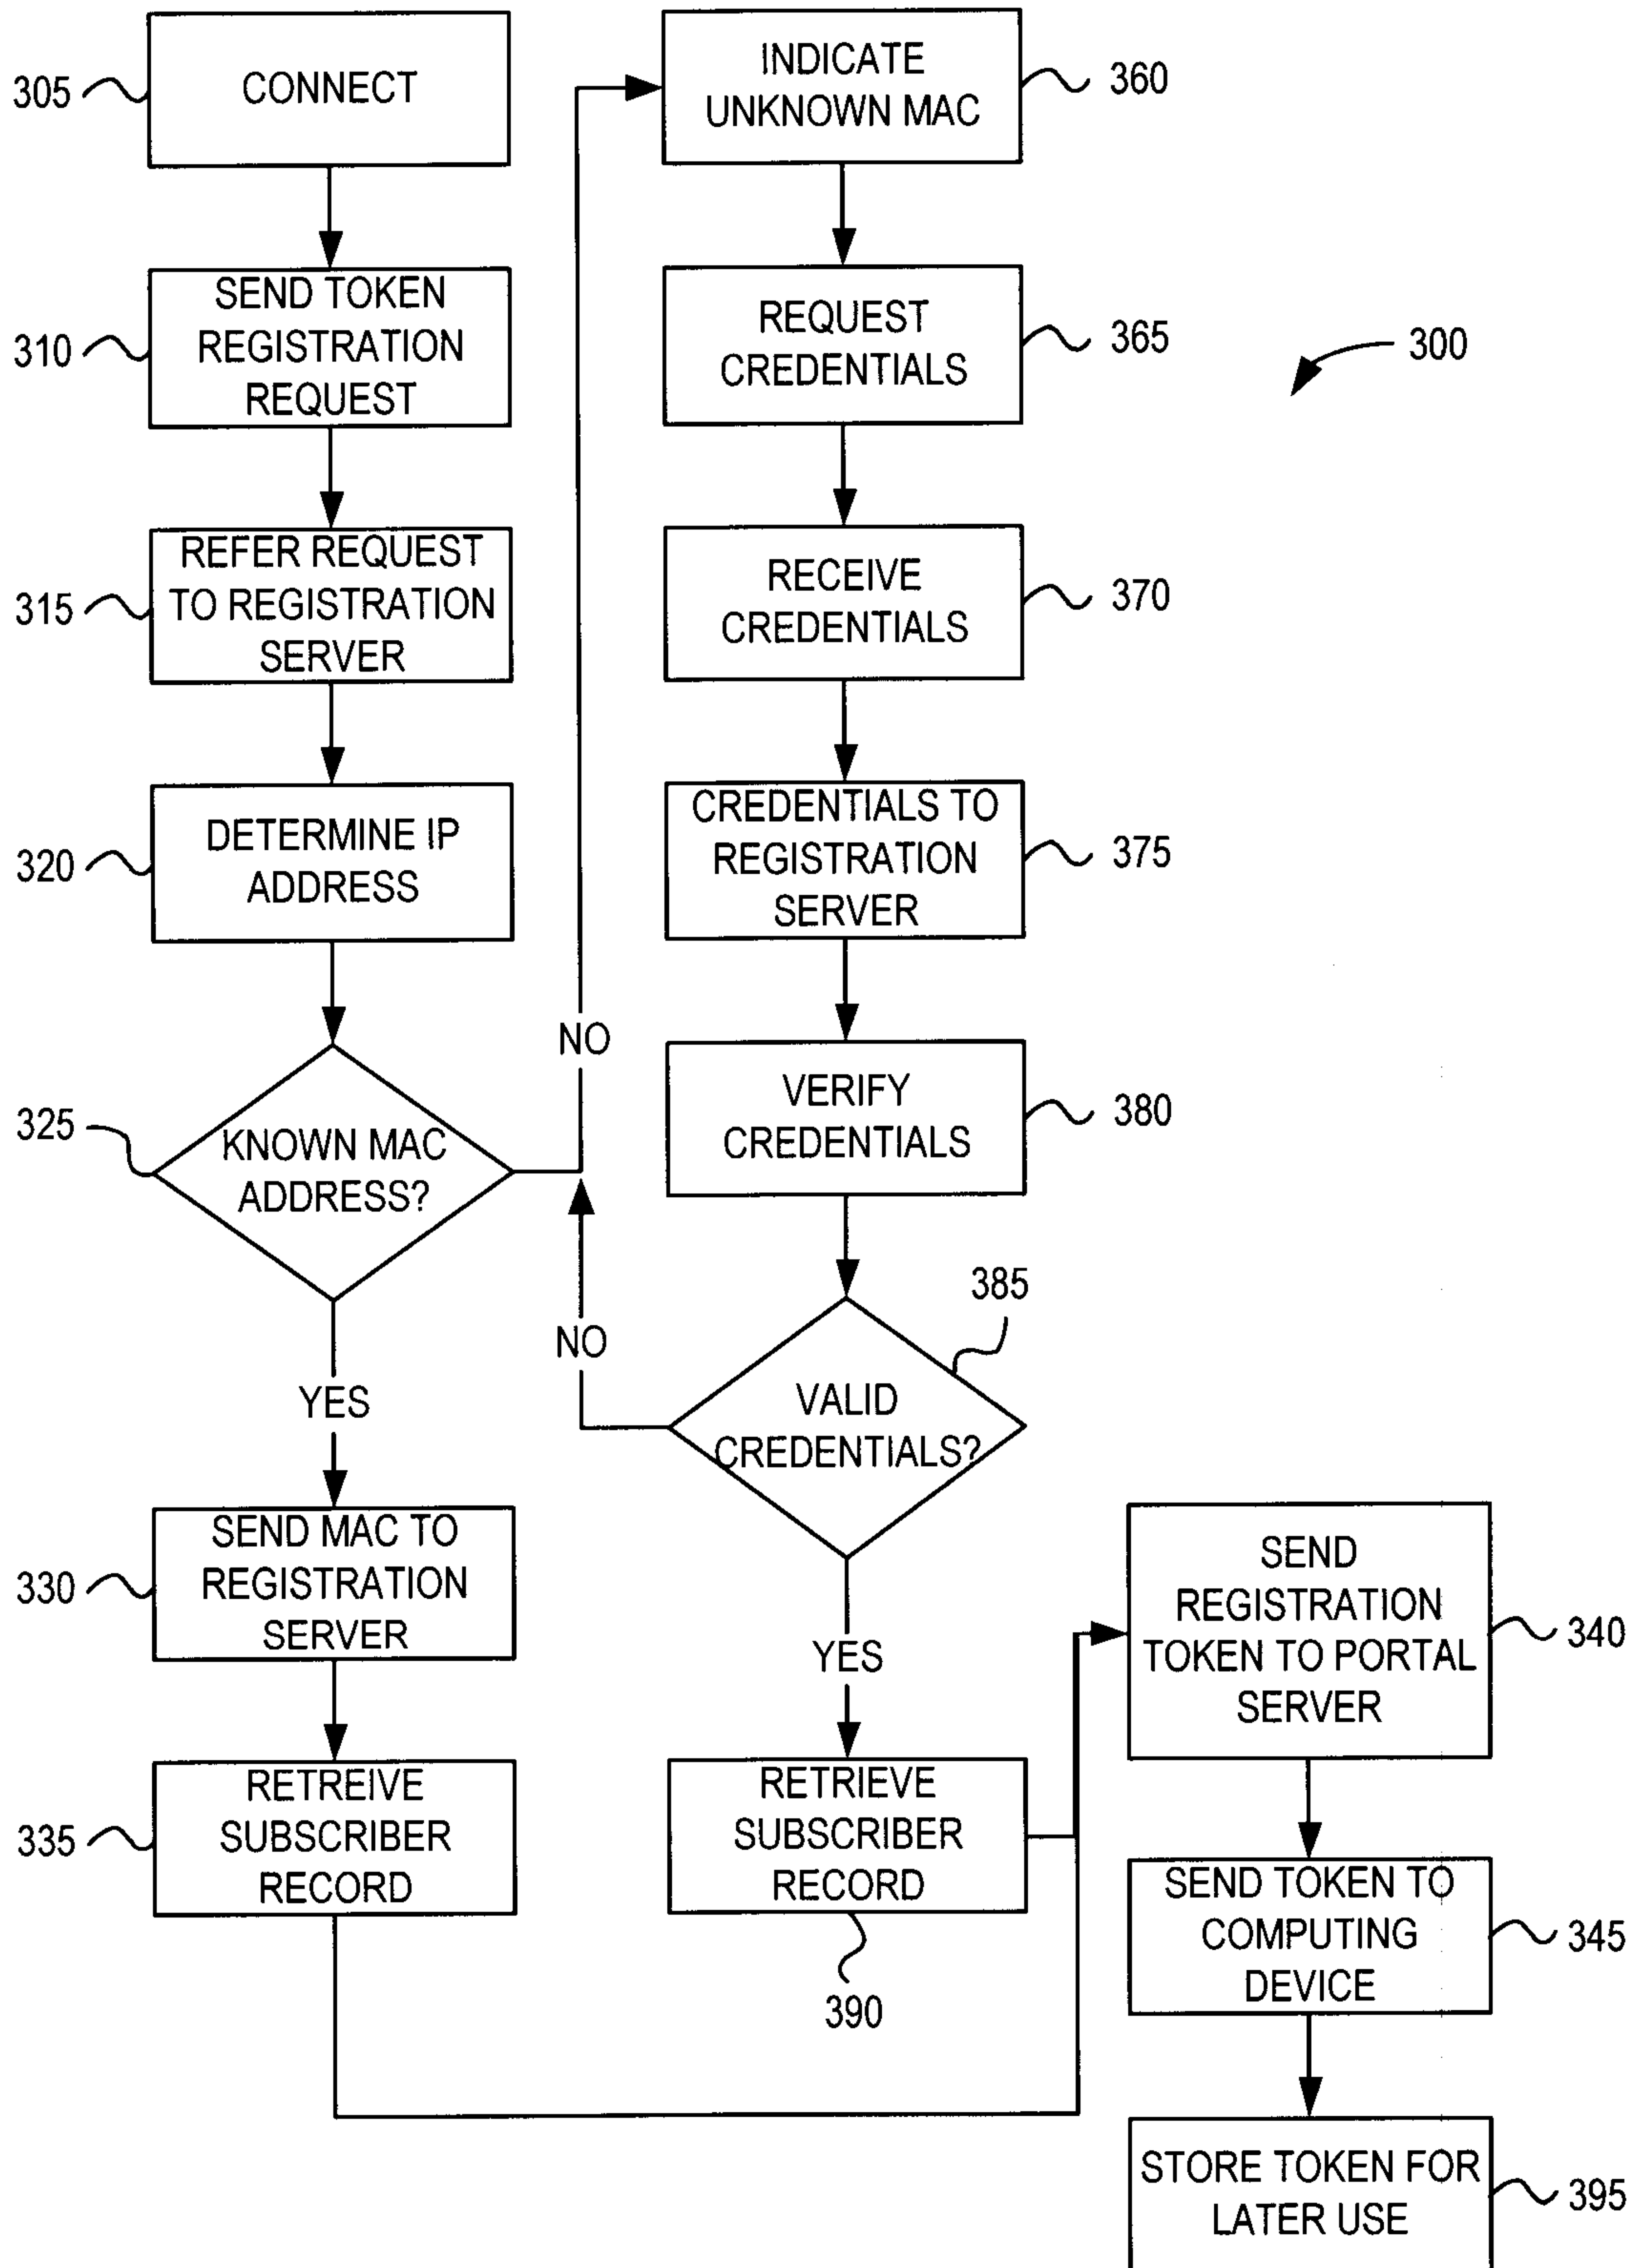 305
CONNECT
310
SEND TOKEN
REGISTRATION
REQUEST
315
REFER REQUEST
TO REGISTRATION
SERVER
320
DETERMINE IP
ADDRESS
325
KNOWN MAC
ADDRESS?
NO
YES
330
SEND MAC TO
REGISTRATION
SERVER
335
RETREIVE
SUBSCRIBER
RECORD
INDICATE
UNKNOWN MAC
360
REQUEST
CREDENTIALS
365
RECEIVE
CREDENTIALS
370
CREDENTIALS TO
REGISTRATION
SERVER
375
VERIFY
CREDENTIALS
380
385
VALID
CREDENTIALS?
NO
YES
RETRIEVE
SUBSCRIBER
RECORD
390
300
SEND
REGISTRATION
TOKEN TO PORTAL
SERVER
340
SEND TOKEN TO
COMPUTING
DEVICE
345
STORE TOKEN FOR
LATER USE
395